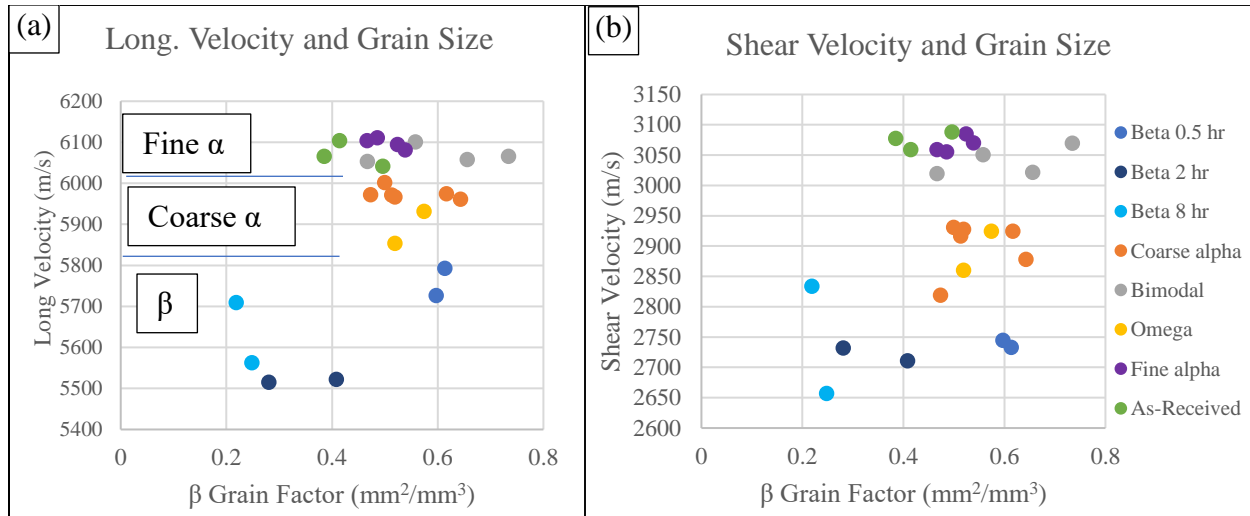 (a)
Long. Velocity and Grain Size
Long Velocity (m/s)
6200
6100
6000
5900
5800
5700
5600
5500
5400
Fine α
Coarse α
β
0 0.2 0.4 0.6 0.8
β Grain Factor (mm²/mm³)
(b)
Shear Velocity and Grain Size
Shear Velocity (m/s)
3150
3100
3050
3000
2950
2900
2850
2800
2750
2700
2650
2600
0 0.2 0.4 0.6 0.8
β Grain Factor (mm²/mm³)
Beta 0.5 hr
Beta 2 hr
Beta 8 hr
Coarse alpha
Bimodal
Omega
Fine alpha
As-Received